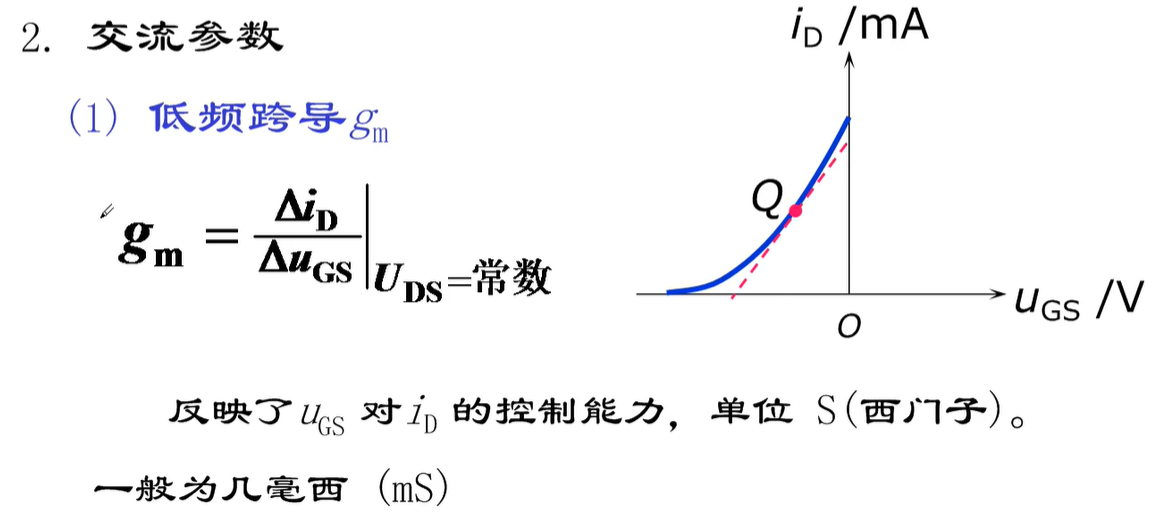 2. 交流参数
(1) 低频跨导gm
gm = ΔiD/ΔuGS|UDS=常数
iD /mA
Q
O
uGS /V
反映了uGS 对iD 的控制能力，单位 S(西门子)。
一般为几毫西 (mS)